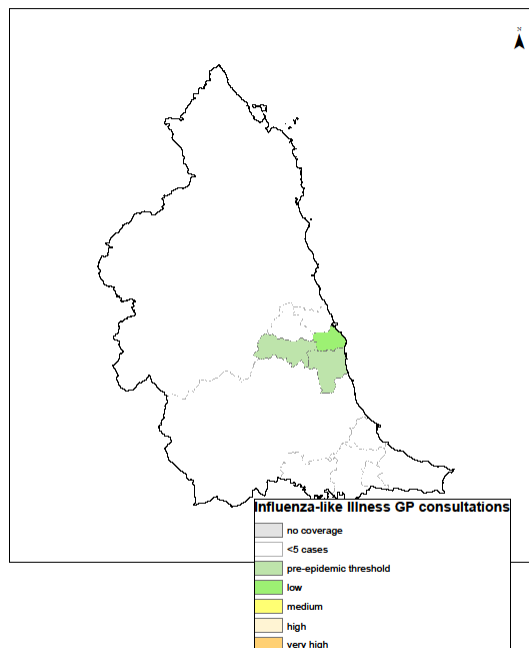 N
Influenza-like Illness GP consultations
no coverage
<5 cases
pre-epidemic threshold
low
medium
high
very high